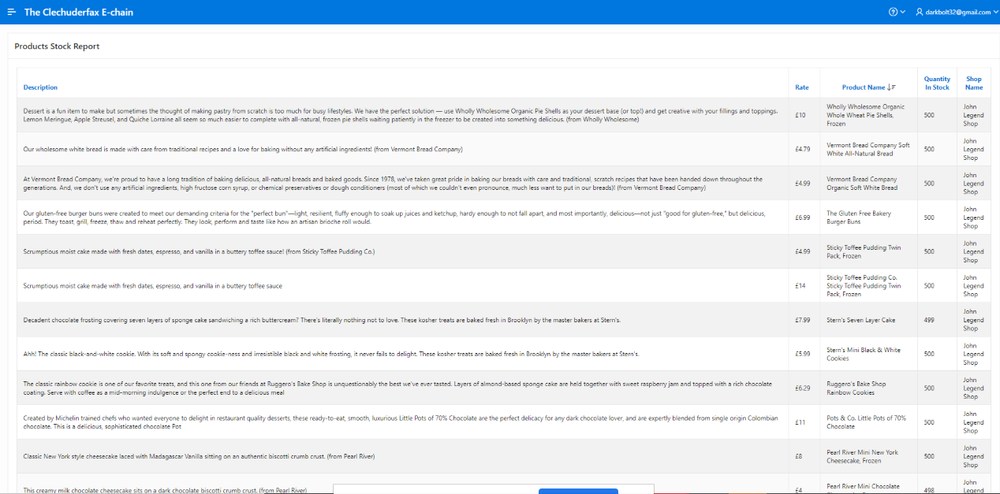 The Clechuderfax E-chain
darkbolt32@gmail.com
Products Stock Report
Description
Rate
Product Name
Quantity
In Stock
Shop
Name
Dessert is a fun item to make but sometimes the thought of making pastry from scratch is too much for busy lifestyles. We have the perfect solution — use Wholly Wholesome Organic Pie Shells as your dessert base (or top!) and get creative with your fillings and toppings.
Lemon Meringue, Apple Streusel, and Quiche Lorraine all seem so much easier to complete with all-natural, frozen pie shells waiting patiently in the freezer to be created into something delicious. (from Wholly Wholesome)
£10
Wholly Wholesome Organic
Whole Wheat Pie Shells,
Frozen
500
John
Legend
Shop
Our wholesome white bread is made with care from traditional recipes and a love for baking without any artificial ingredients! (from Vermont Bread Company)
£4.79
Vermont Bread Company Soft
White All-Natural Bread
500
John
Legend
Shop
At Vermont Bread Company, we're proud to have a long tradition of baking delicious, all-natural breads and baked goods. Since 1978, we've taken great pride in baking our breads with care and traditional, scratch recipes that have been handed down throughout the
generations. And, we don't use any artificial ingredients, high fructose corn syrup, or chemical preservatives or dough conditioners (most of which we couldn't even pronounce, much less want to put in our breads)! (from Vermont Bread Company)
£4.99
Vermont Bread Company
Organic Soft White Bread
500
John
Legend
Shop
Our gluten-free burger buns were created to meet our demanding criteria for the "perfect bun"—light, resilient, fluffy enough to soak up juices and ketchup, hardy enough to not fall apart, and most importantly, delicious—not just "good for gluten-free," but delicious,
period. They toast, grill, freeze, thaw and reheat perfectly. They look, perform and taste like how an artisan brioche roll would.
£6.99
The Gluten Free Bakery
Burger Buns
500
John
Legend
Shop
Scrumptious moist cake made with fresh dates, espresso, and vanilla in a buttery toffee sauce! (from Sticky Toffee Pudding Co.)
£4.99
Sticky Toffee Pudding Twin
Pack, Frozen
500
John
Legend
Shop
Scrumptious moist cake made with fresh dates, espresso, and vanilla in a buttery toffee sauce
£14
Sticky Toffee Pudding Co.
Sticky Toffee Pudding Twin
Pack, Frozen
500
John
Legend
Shop
Decadent chocolate frosting covering seven layers of sponge cake sandwiching a rich buttercream? There's literally nothing not to love. These kosher treats are baked fresh in Brooklyn by the master bakers at Stern's.
£7.99
Stern's Seven Layer Cake
499
John
Legend
Shop
Ahh! The classic black-and-white cookie. With its soft and spongy cookie-ness and irresistible black and white frosting, it never fails to delight. These kosher treats are baked fresh in Brooklyn by the master bakers at Stern's.
£5.99
Stern's Mini Black & White
Cookies
500
John
Legend
Shop
The classic rainbow cookie is one of our favorite treats, and this one from our friends at Ruggero's Bake Shop is unquestionably the best we've ever tasted. Layers of almond-based sponge cake are held together with sweet raspberry jam and topped with a rich chocolate
coating. Serve with coffee as a mid-morning indulgence or the perfect end to a delicious meal
£6.29
Ruggero's Bake Shop
Rainbow Cookies
500
John
Legend
Shop
Created by Michelin trained chefs who wanted everyone to delight in restaurant quality desserts, these ready-to-eat, smooth, luxurious Little Pots of 70% Chocolate are the perfect delicacy for any dark chocolate lover, and are expertly blended from single origin Colombian
chocolate. This is a delicious, sophisticated chocolate Pot
£11
Pots & Co. Little Pots of 70%
Chocolate
500
John
Legend
Shop
Classic New York style cheesecake laced with Madagascar Vanilla sitting on an authentic biscotti crumb crust. (from Pearl River)
£8
Pearl River Mini New York
Cheesecake, Frozen
500
John
Legend
Shop
This creamy milk chocolate cheesecake sits on a dark chocolate biscotti crumb crust. (from Pearl River)
£4
Pearl River Mini Chocolate
498
John
Legend